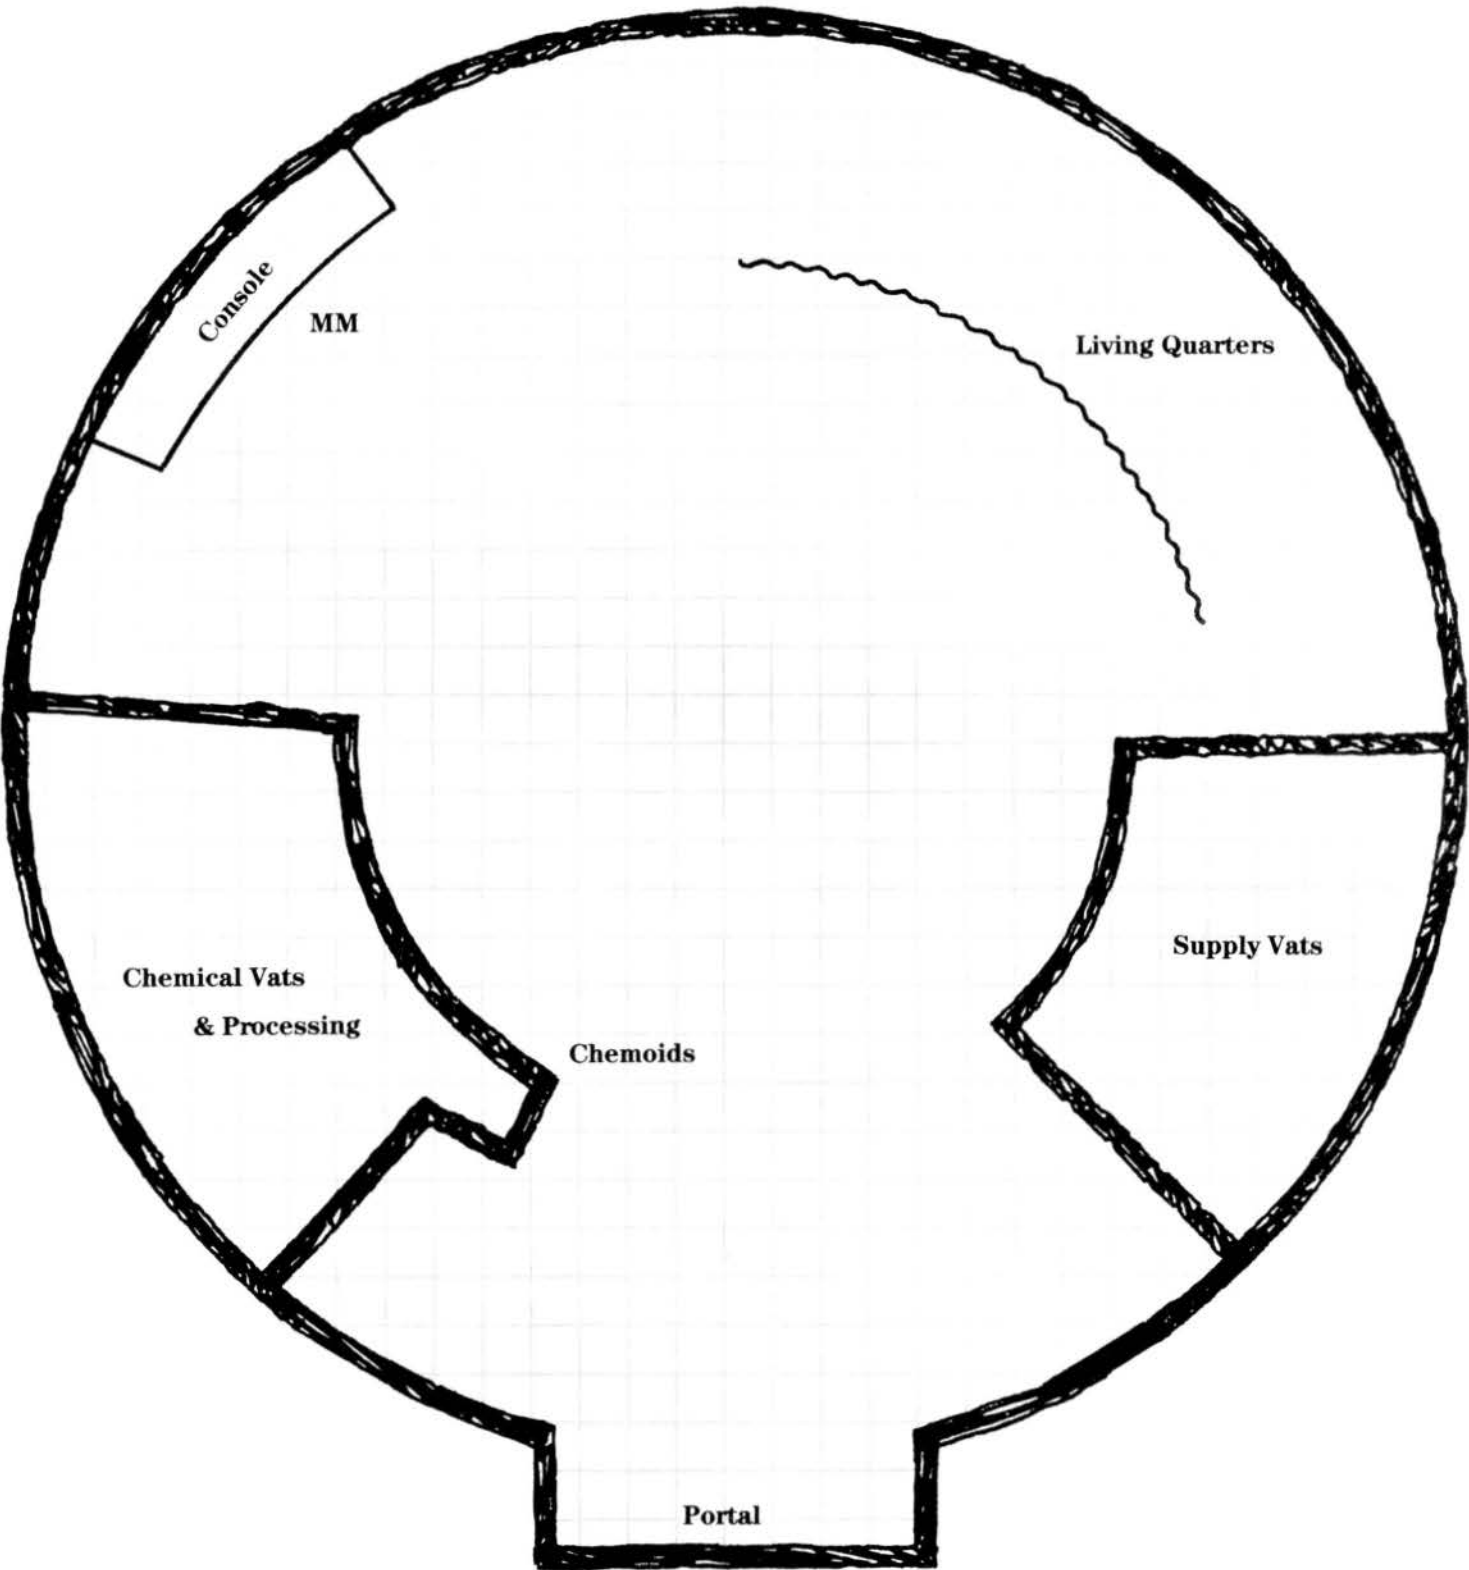 Console
MM
Living Quarters
Supply Vats
Chemical Vats
& Processing
Chemoids
Portal